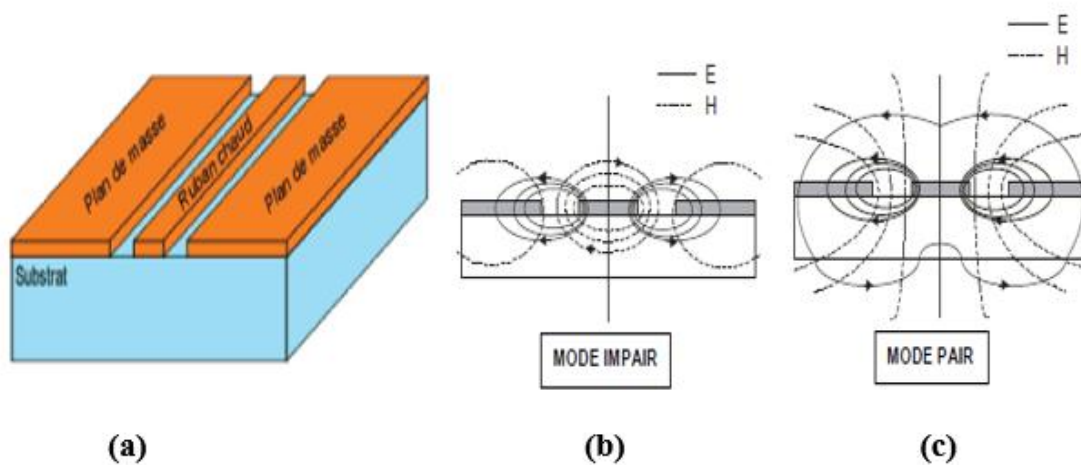 Plan de masse
Ruban chaud
Plan de masse
Substrat
E
H
MODE IMPAIR
E
H
MODE PAIR
(a)
(b)
(c)